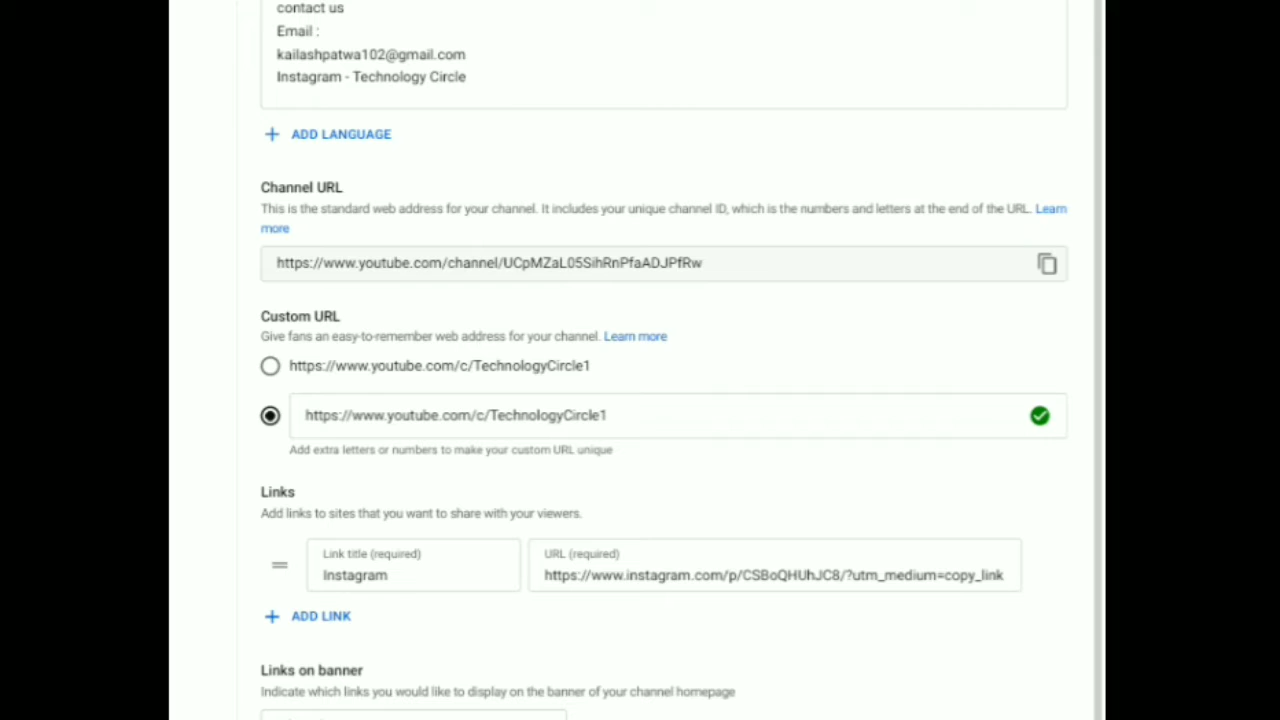 contact us
Email :
kailashpatwa102@gmail.com
Instagram - Technology Circle
ADD LANGUAGE
Channel URL
This is the standard web address for your channel. It includes your unique channel ID, which is the numbers and letters at the end of the URL. Learn
more
https://www.youtube.com/channel/UCpMZaL05SihRnPfaADJPfRw
Custom URL
Give fans an easy-to-remember web address for your channel. Learn more
https://www.youtube.com/c/TechnologyCircle1
https://www.youtube.com/c/TechnologyCircle1
Add extra letters or numbers to make your custom URL unique
Links
Add links to sites that you want to share with your viewers.
Link title (required)
Instagram
URL (required)
https://www.instagram.com/p/CSBoQHUhJC8/?utm_medium=copy_link
ADD LINK
Links on banner
Indicate which links you would like to display on the banner of your channel homepage